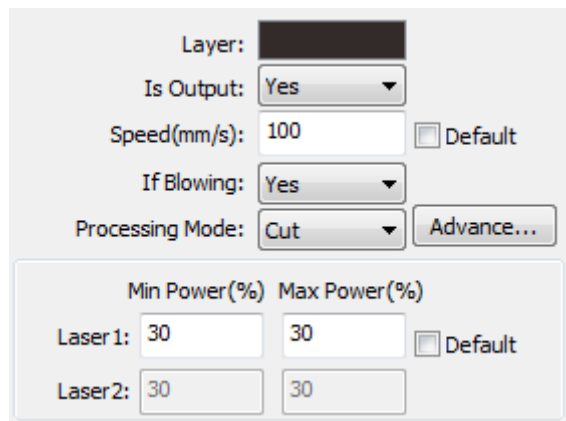 Layer:
Is Output: Yes
Speed(mm/s): 100 Default
If Blowing: Yes
Processing Mode: Cut Advance...
Min Power(%) Max Power(%)
Laser1: 30 30 Default
Laser2: 30 30